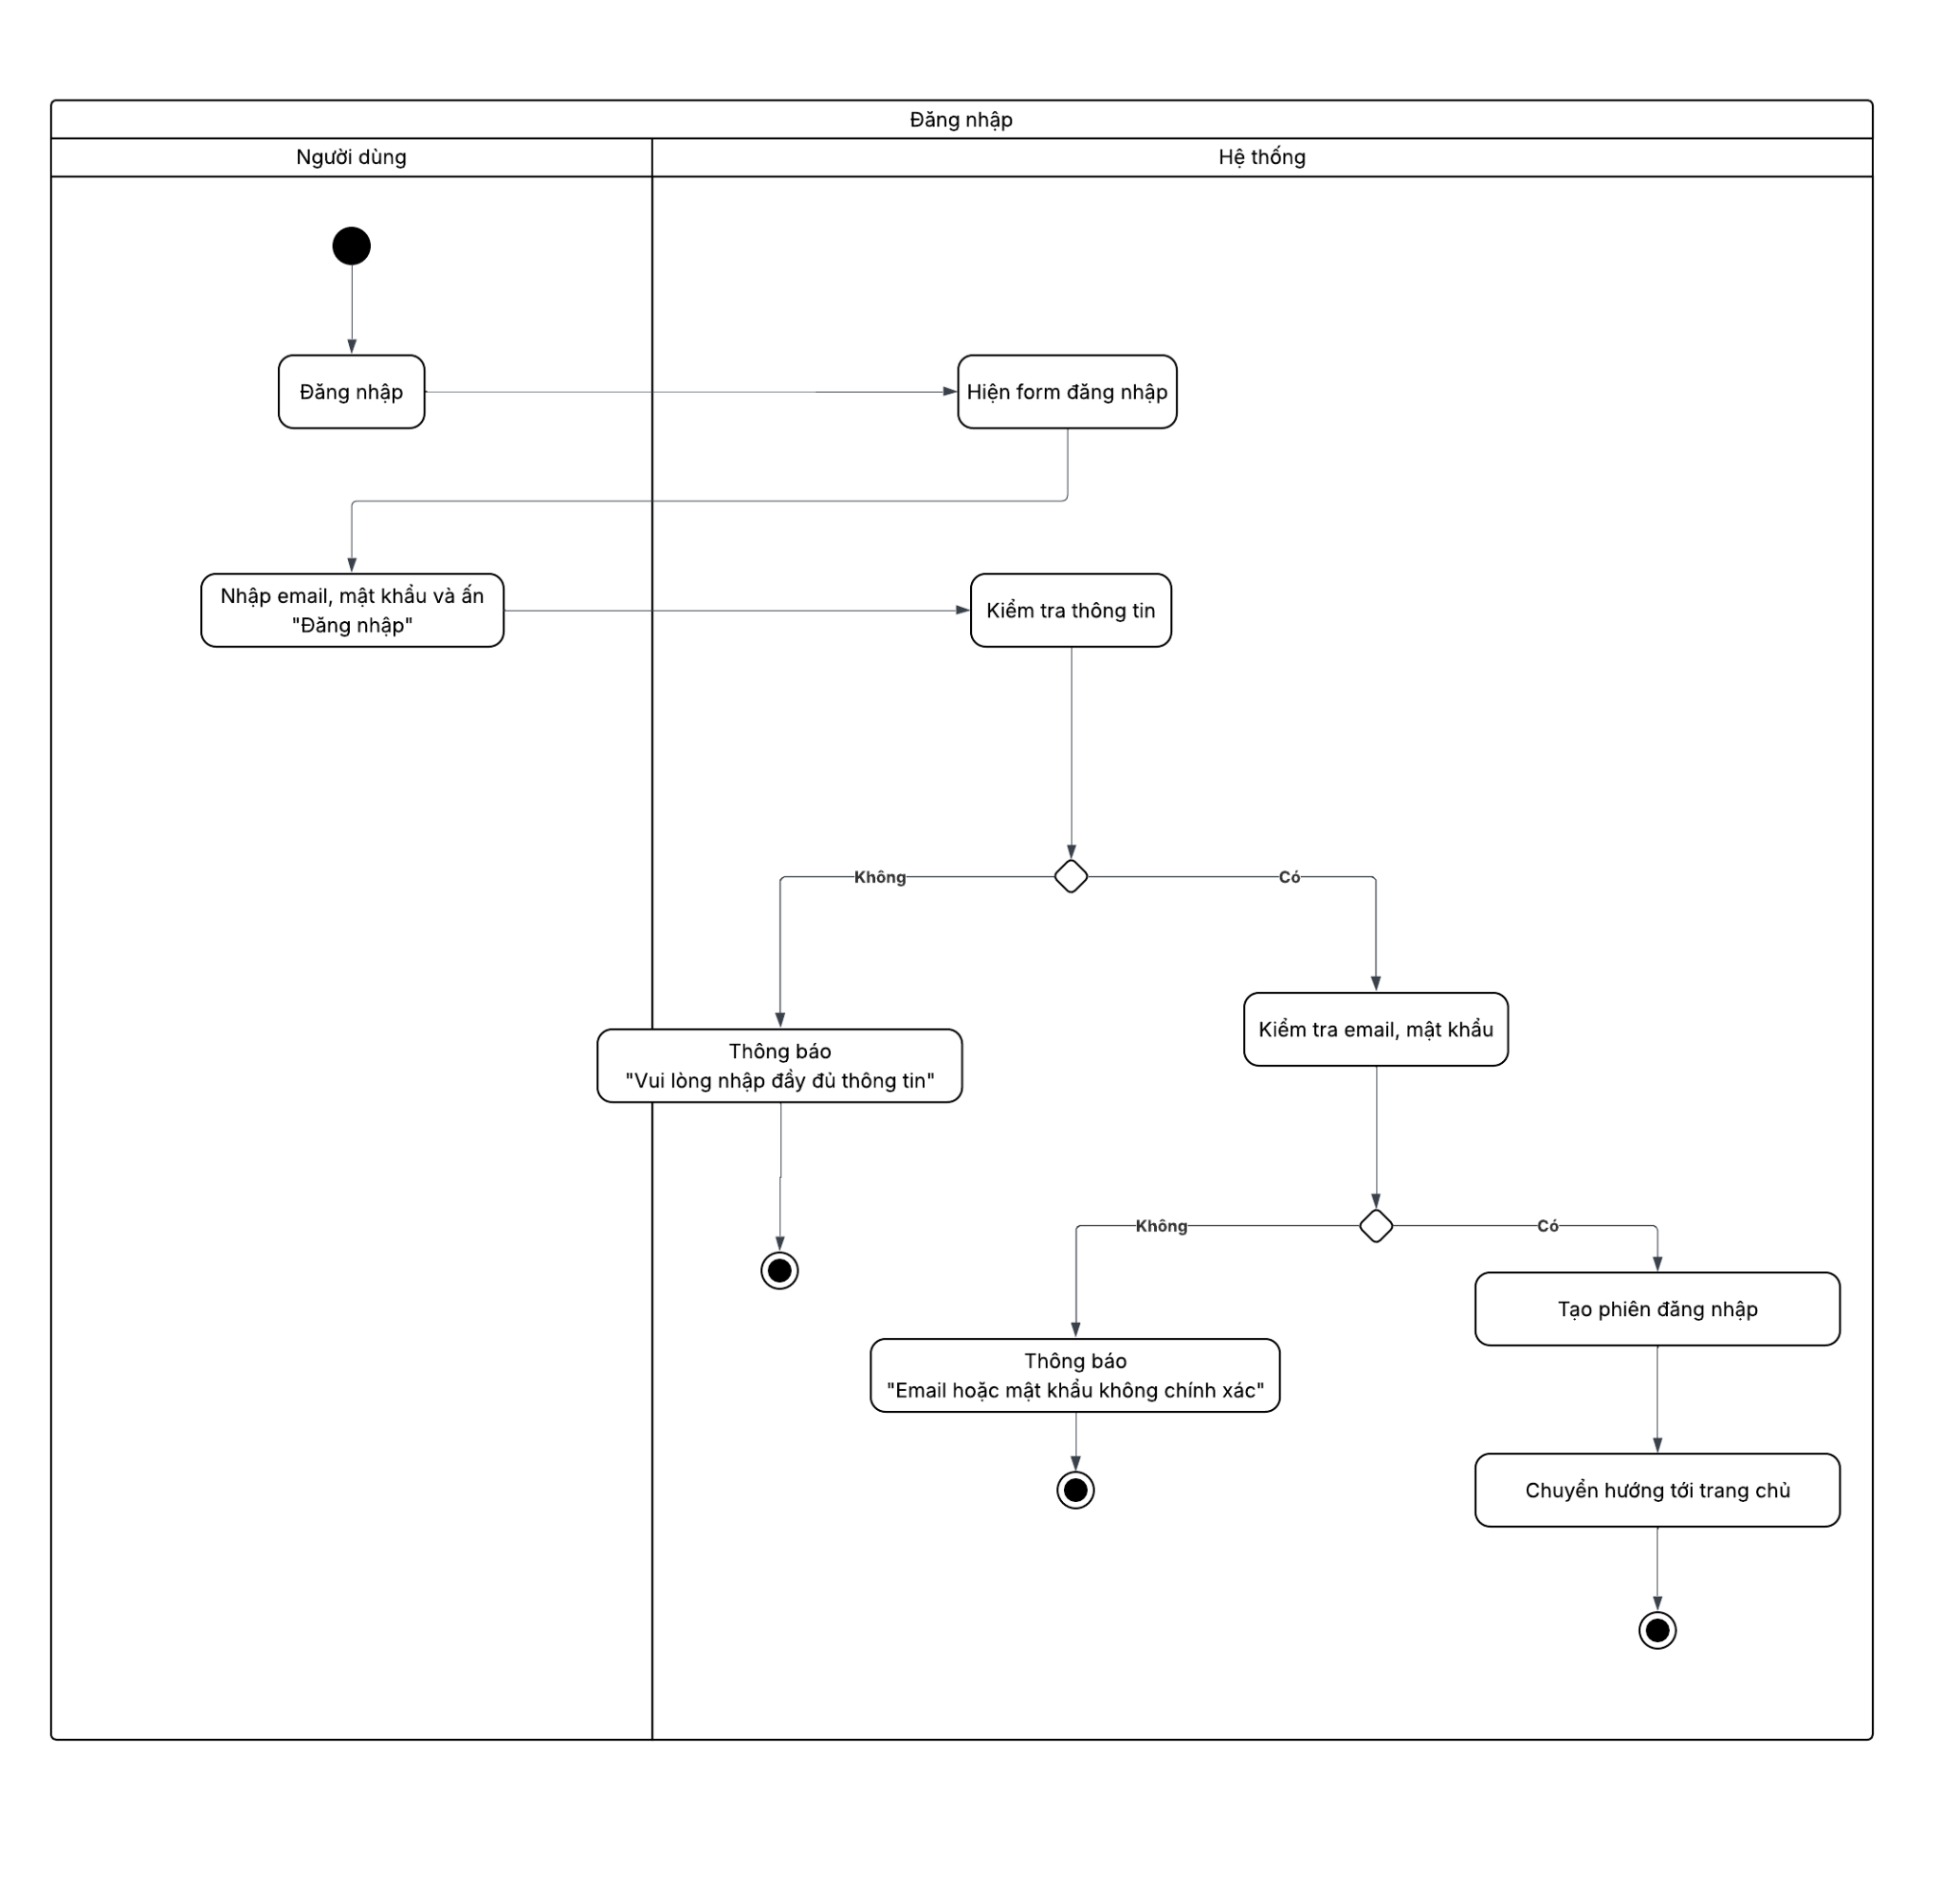 Đăng nhập
Người dùng
Hệ thống
Đăng nhập
Hiện form đăng nhập
Nhập email, mật khẩu và ấn
"Đăng nhập"
Kiểm tra thông tin
Không
Có
Thông báo
"Vui lòng nhập đầy đủ thông tin"
Kiểm tra email, mật khẩu
Không
Có
Thông báo
"Email hoặc mật khẩu không chính xác"
Tạo phiên đăng nhập
Chuyển hướng tới trang chủ